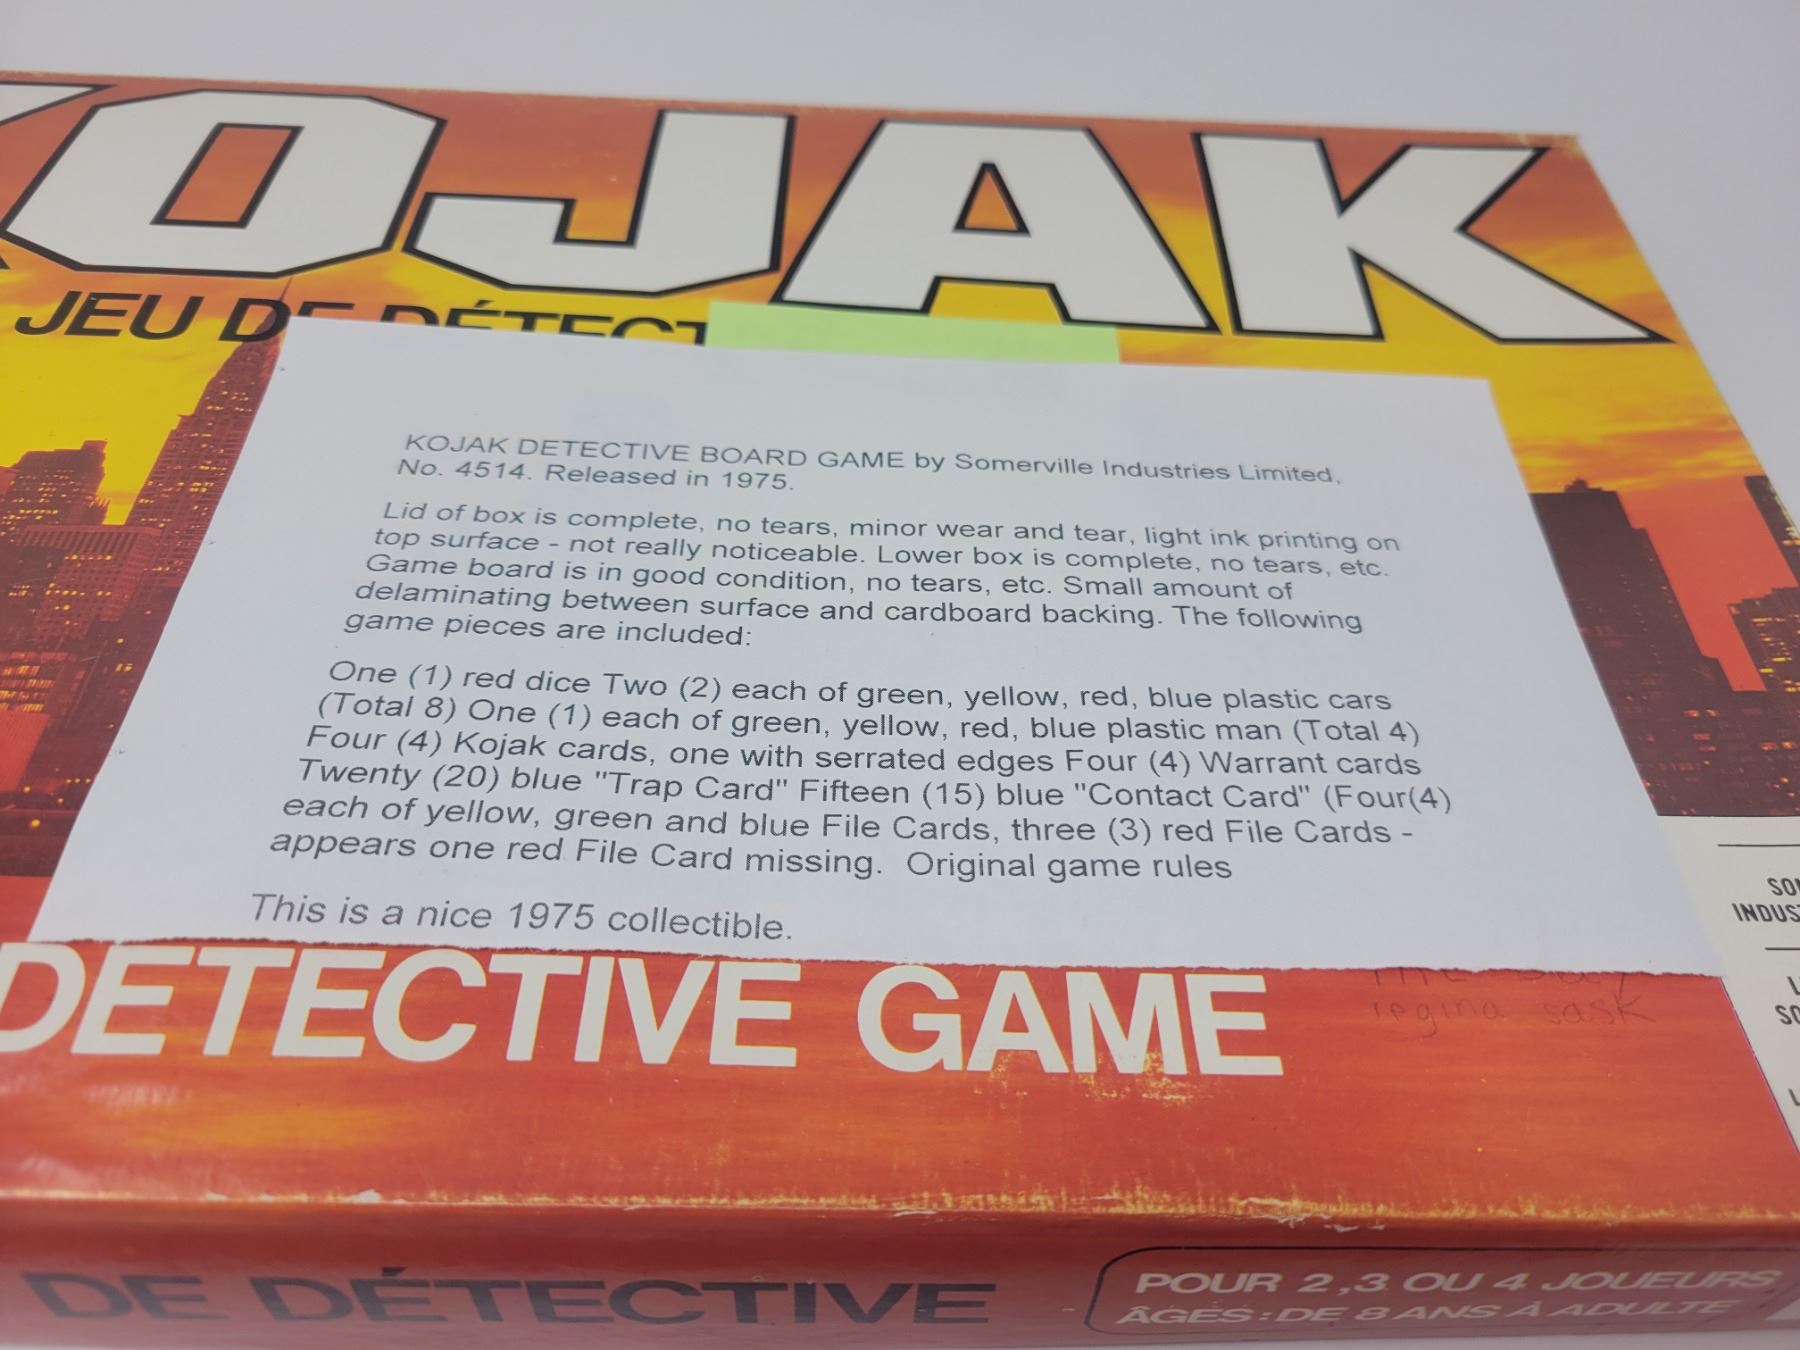 KOJAK
JEU DE DÉTECT
KOJAK DETECTIVE BOARD GAME by Somerville Industries Limited,
No. 4514. Released in 1975.
Lid of box is complete, no tears, minor wear and tear, light ink printing on
top surface - not really noticeable. Lower box is complete, no tears, etc.
Game board is in good condition, no tears, etc. Small amount of
delaminating between surface and cardboard backing. The following
game pieces are included:
One (1) red dice Two (2) each of green, yellow, red, blue plastic cars
(Total 8) One (1) each of green, yellow, red, blue plastic man (Total 4)
Four (4) Kojak cards, one with serrated edges Four (4) Warrant cards
Twenty (20) blue "Trap Card" Fifteen (15) blue "Contact Card" (Four(4)
each of yellow, green and blue File Cards, three (3) red File Cards -
appears one red File Card missing. Original game rules
This is a nice 1975 collectible.
SO
INDUS
SO
DETECTIVE GAME
regina sask
DE DÉTECTIVE
POUR 2,3 OU 4 JOUEURS
ÂGES: DE 8 ANS À ADULTE